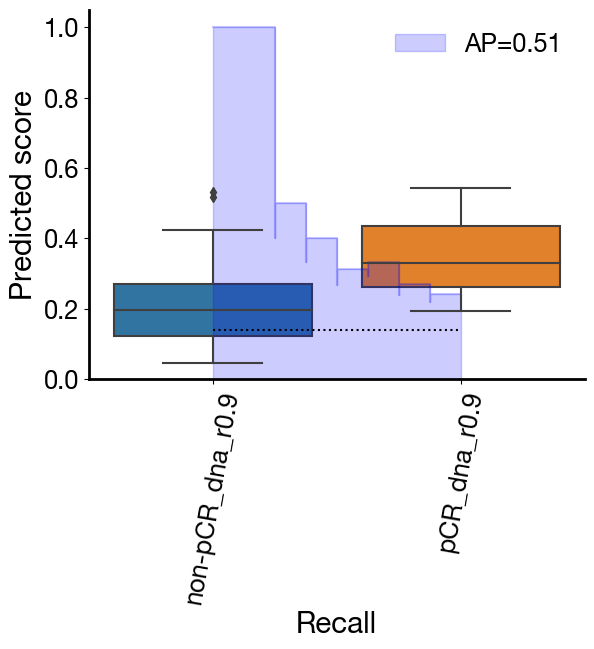 1.0
0.8
0.6
0.4
0.2
0.0
Predicted score
AP=0.51
non-pCR_dna_r0.9
pCR_dna_r0.9
Recall